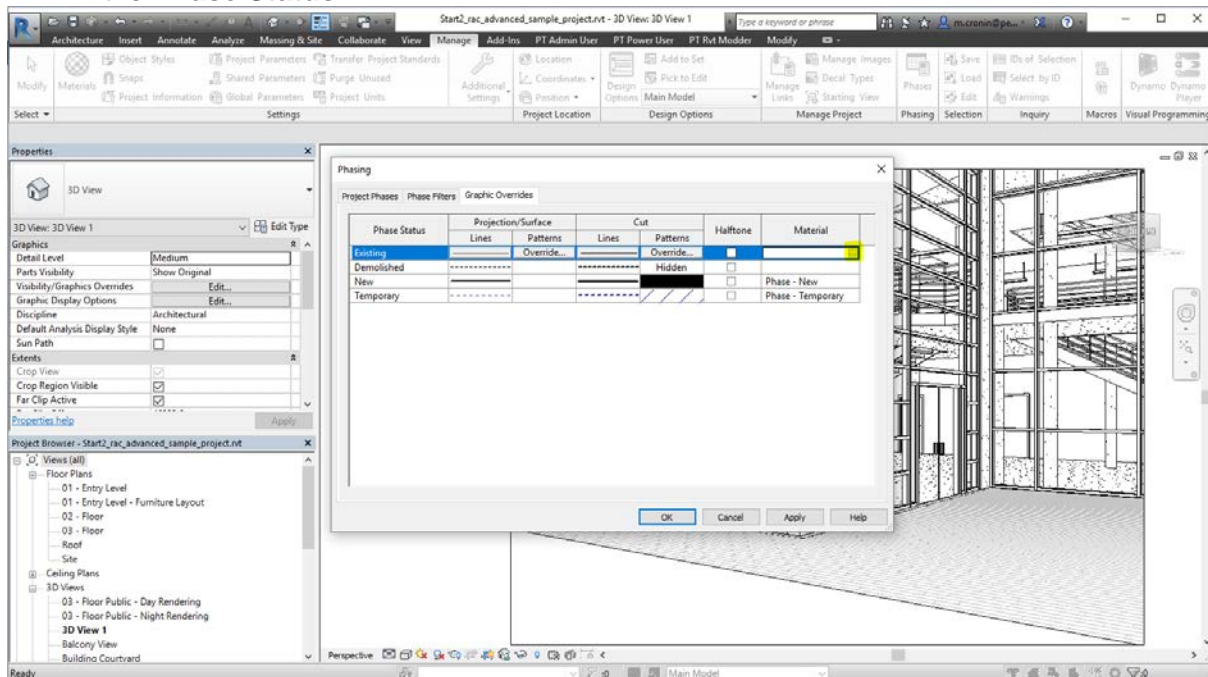 Start2_rac_advanced_sample_project.rvt - 3D View: 3D View 1
Type a keyword or phrase
m.cronin@pe...
Architecture Insert Annotate Analyze Massing & Site Collaborate View Manage Add-Ins PT Admin User PT Power User PT Rvt Modder Modify
Modify
Materials
Object Styles
Snaps
Project Information
Project Parameters
Shared Parameters
Global Parameters
Transfer Project Standards
Purge Unused
Project Units
Additional Settings
Location
Coordinates
Position
Design Options
Add to Set
Pick to Edit
Main Model
Manage Links
Manage Images
Decal Types
Starting View
Phases
Save
Load
Edit
IDs of Selection
Select by ID
Warnings
Dynamo
Dynamo Player
Select Settings Project Location Design Options Manage Project Phasing Selection Inquiry Macros Visual Programming
Properties
3D View
3D View: 3D View 1 Edit Type
Graphics
Detail Level Medium
Parts Visibility Show Original
Visibility/Graphics Overrides Edit...
Graphic Display Options Edit...
Discipline Architectural
Default Analysis Display Style None
Sun Path
Extents
Crop View
Crop Region Visible
Far Clip Active
Properties help Apply
Project Browser - Start2_rac_advanced_sample_project.rvt
Views (all)
Floor Plans
01 - Entry Level
01 - Entry Level - Furniture Layout
02 - Floor
03 - Floor
Roof
Site
Ceiling Plans
3D Views
03 - Floor Public - Day Rendering
03 - Floor Public - Night Rendering
3D View 1
Balcony View
Building Courtyard
Phasing
Project Phases Phase Filters Graphic Overrides
Phase Status Projection/Surface Cut Halftone Material
Lines Patterns Lines Patterns
Existing Override... Override...
Demolished Hidden
New Phase - New
Temporary Phase - Temporary
OK Cancel Apply Help
Perspective
Ready
:0
Main Model
:0